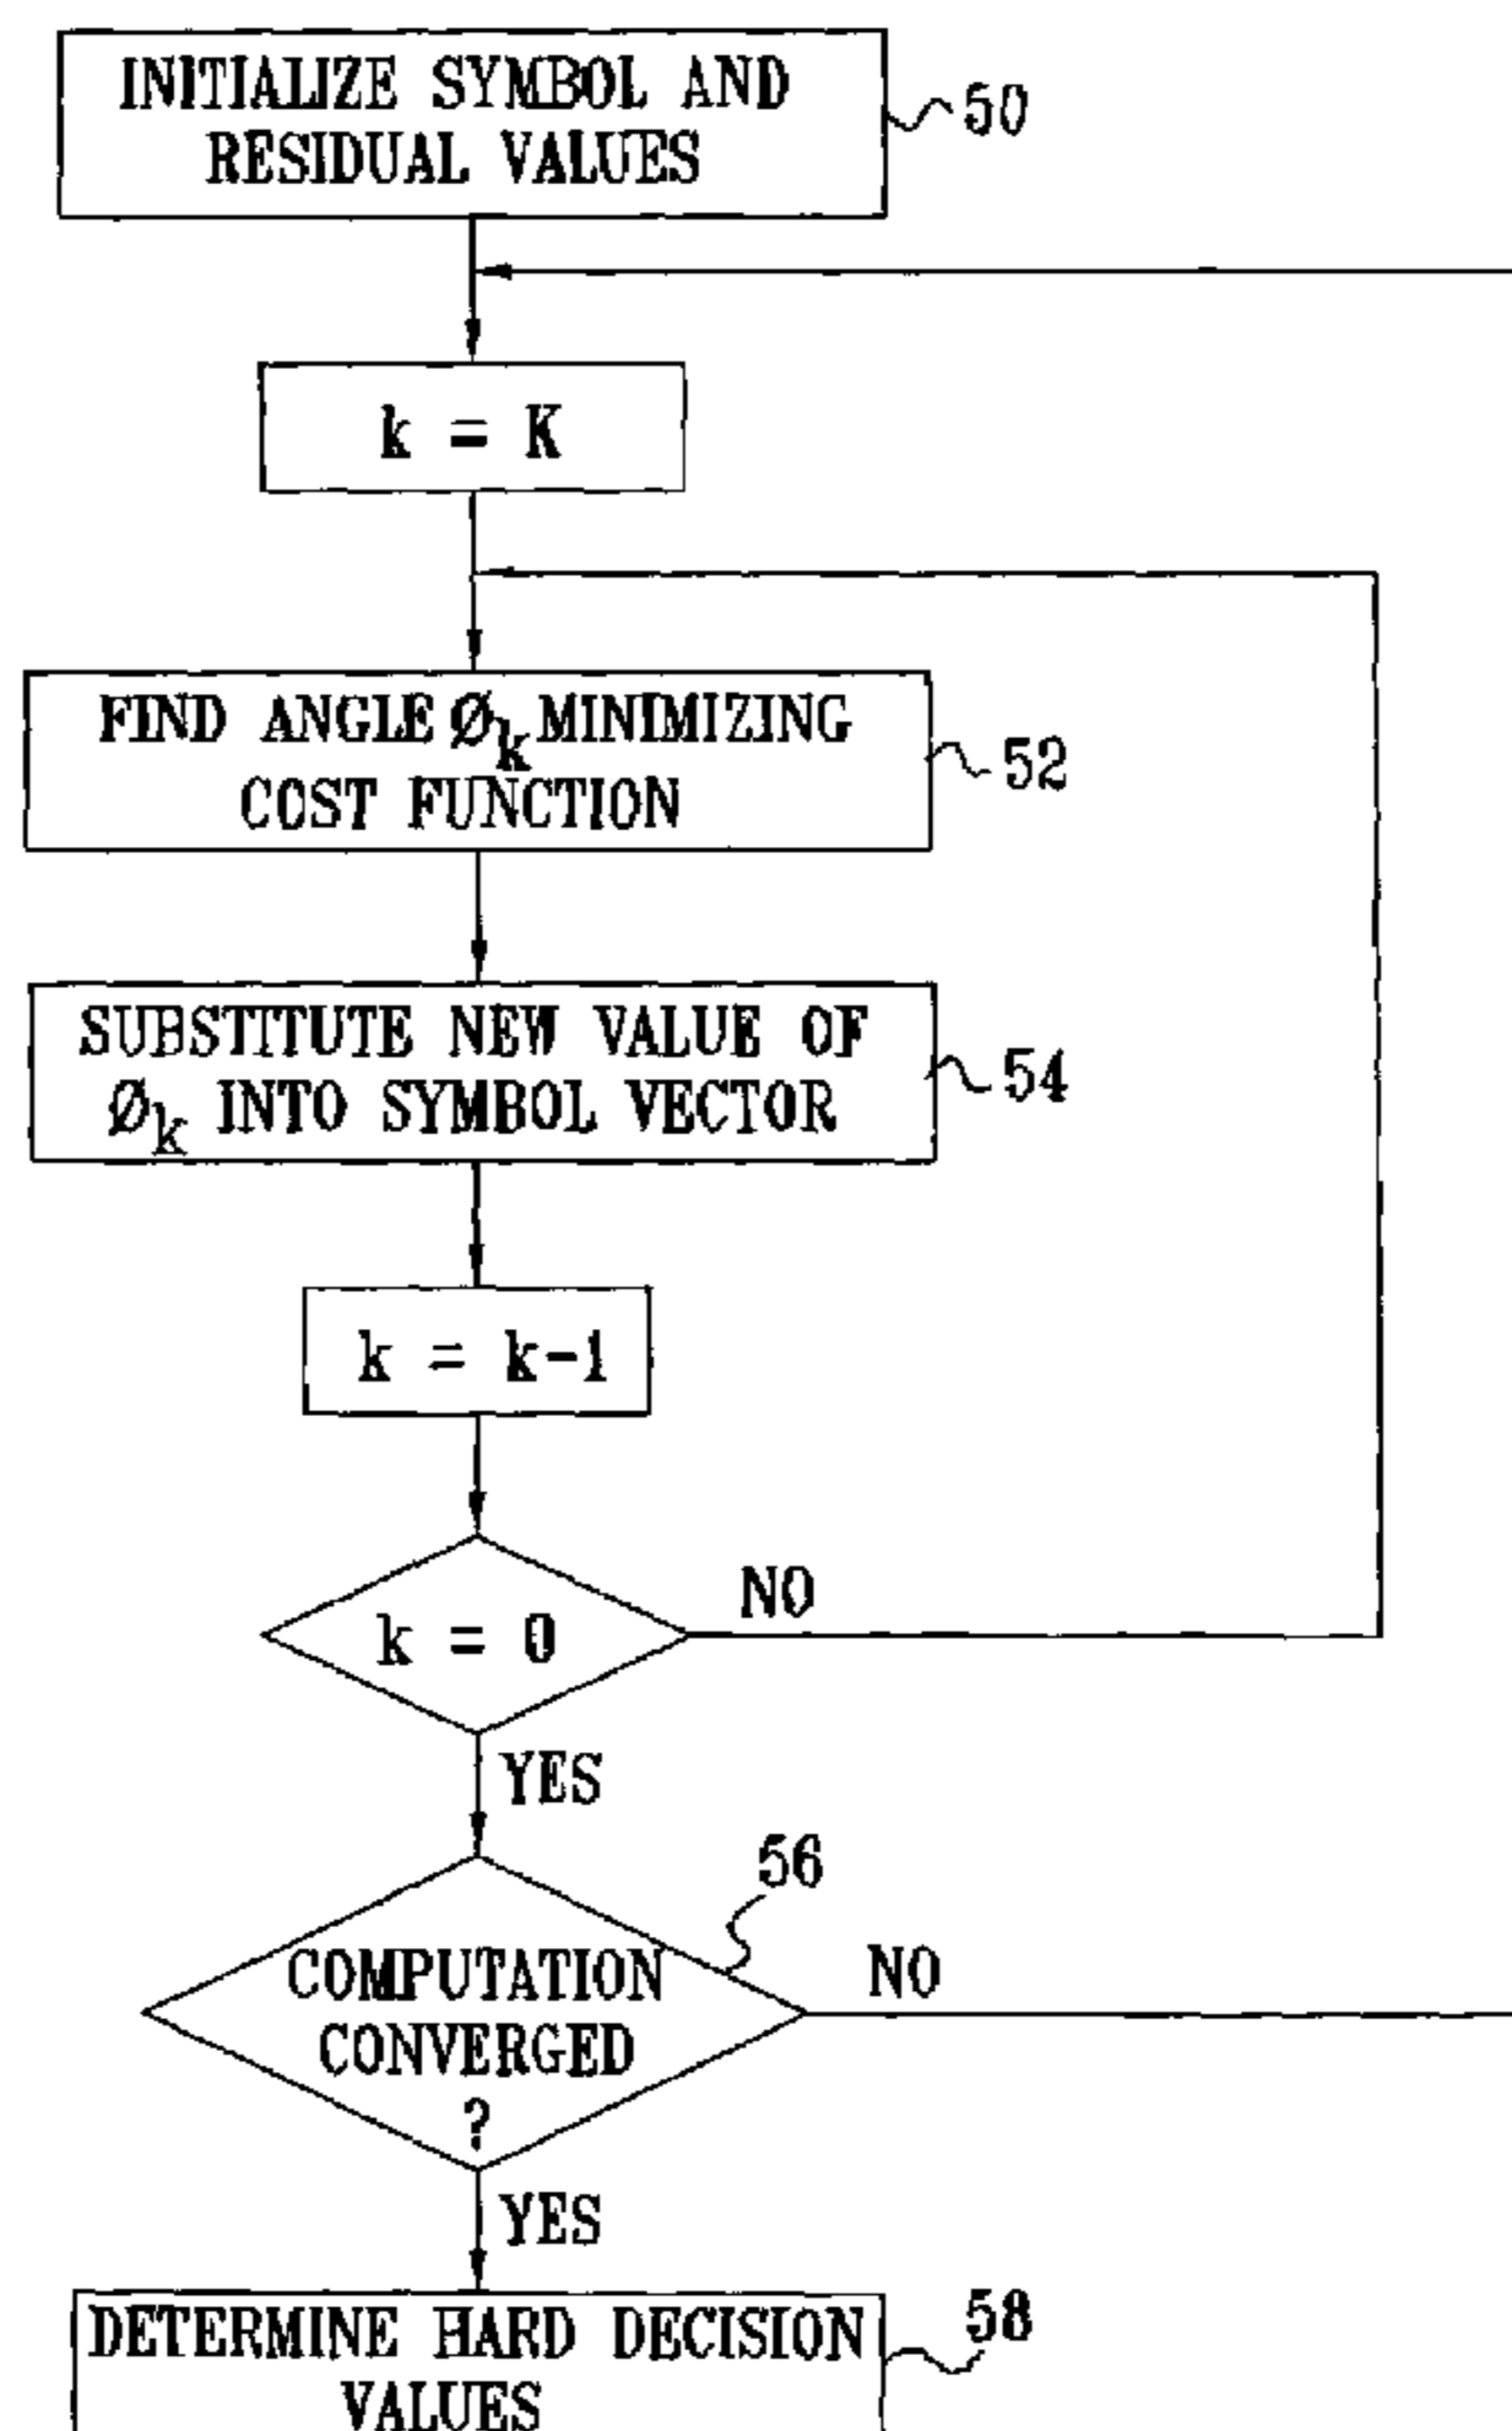 INITIALIZE SYMBOL AND
RESIDUAL VALUES
50
k = K
FIND ANGLE Øk MINIMIZING
COST FUNCTION
52
SUBSTITUTE NEW VALUE OF
Øk INTO SYMBOL VECTOR
54
k = k-1
k = 0
NO
YES
56
COMPUTATION
CONVERGED
?
NO
YES
DETERMINE HARD DECISION
VALUES
58